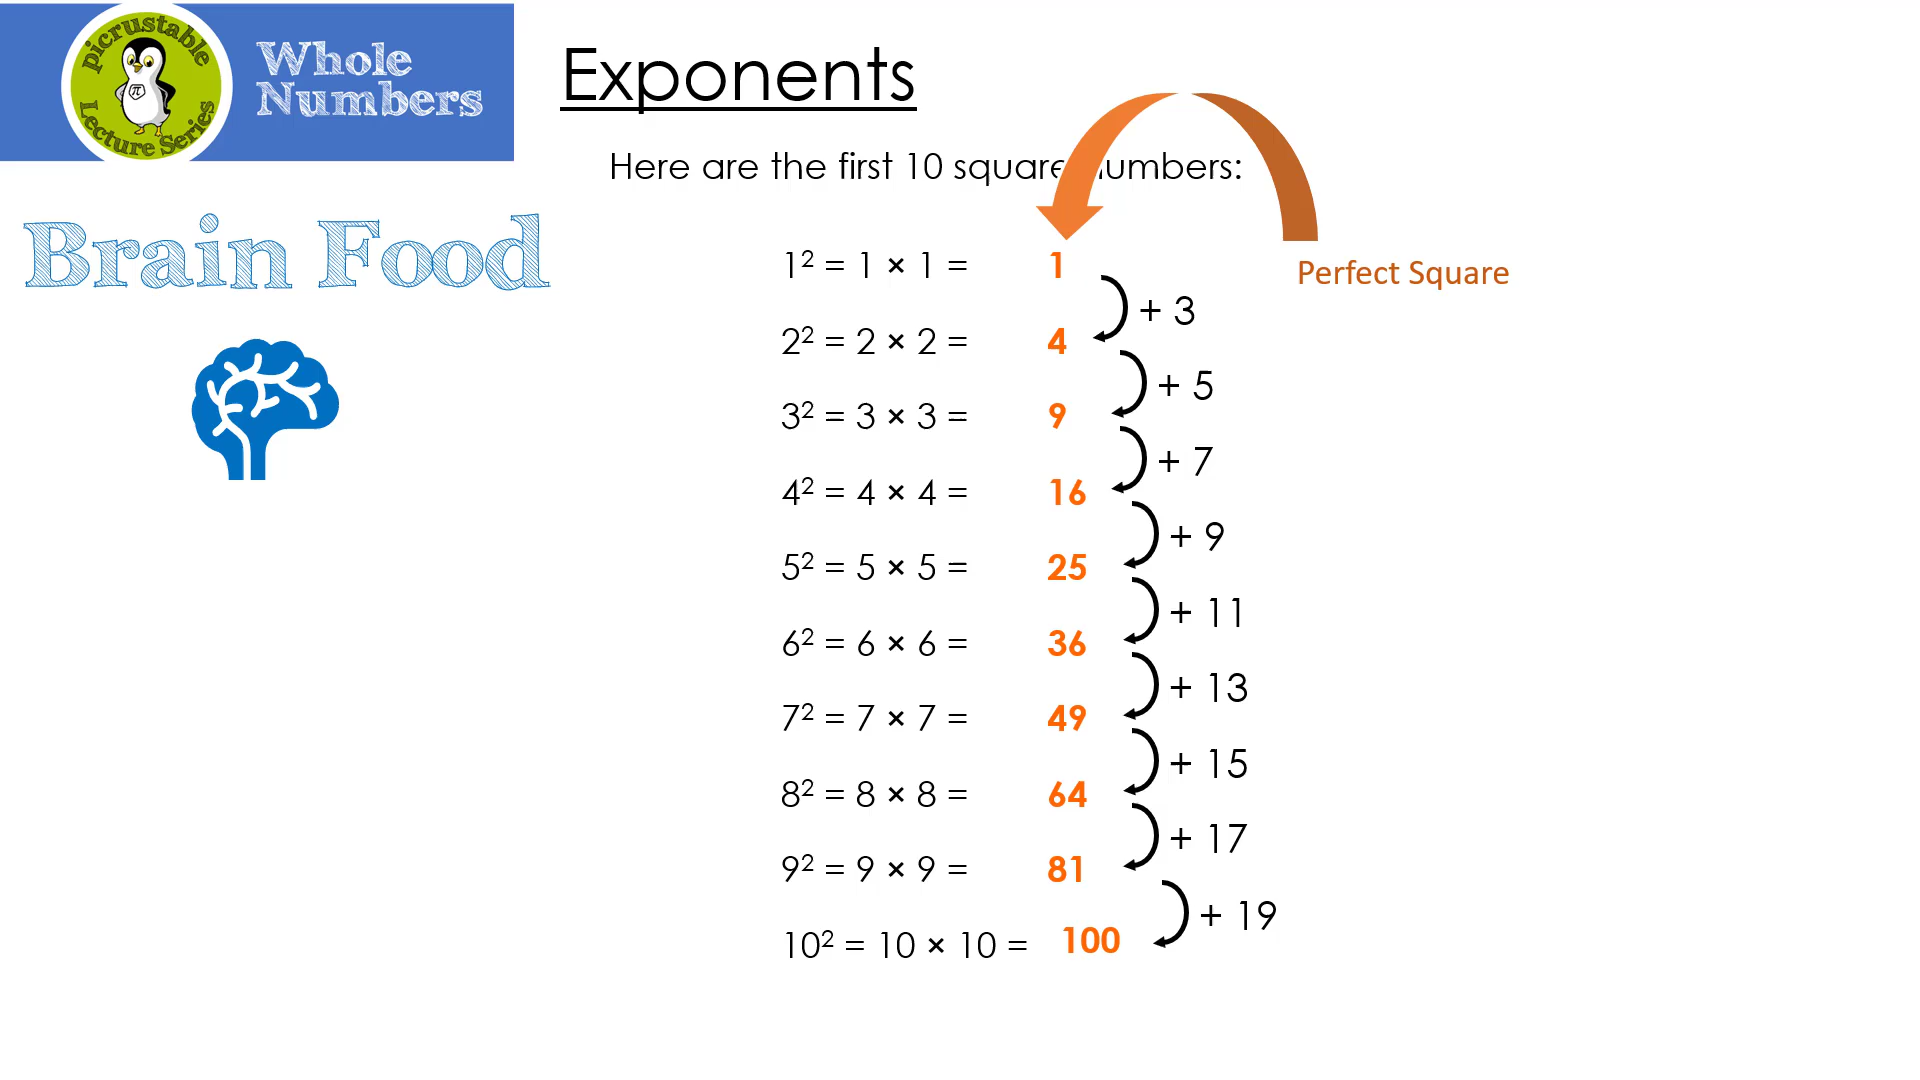 picrustable
Lecture Series
π
Whole
Numbers
Exponents
Here are the first 10 square numbers:
Brain Food
Perfect Square
1² = 1 × 1 = 1
+ 3
2² = 2 × 2 = 4
+ 5
3² = 3 × 3 = 9
+ 7
4² = 4 × 4 = 16
+ 9
5² = 5 × 5 = 25
+ 11
6² = 6 × 6 = 36
+ 13
7² = 7 × 7 = 49
+ 15
8² = 8 × 8 = 64
+ 17
9² = 9 × 9 = 81
+ 19
10² = 10 × 10 = 100